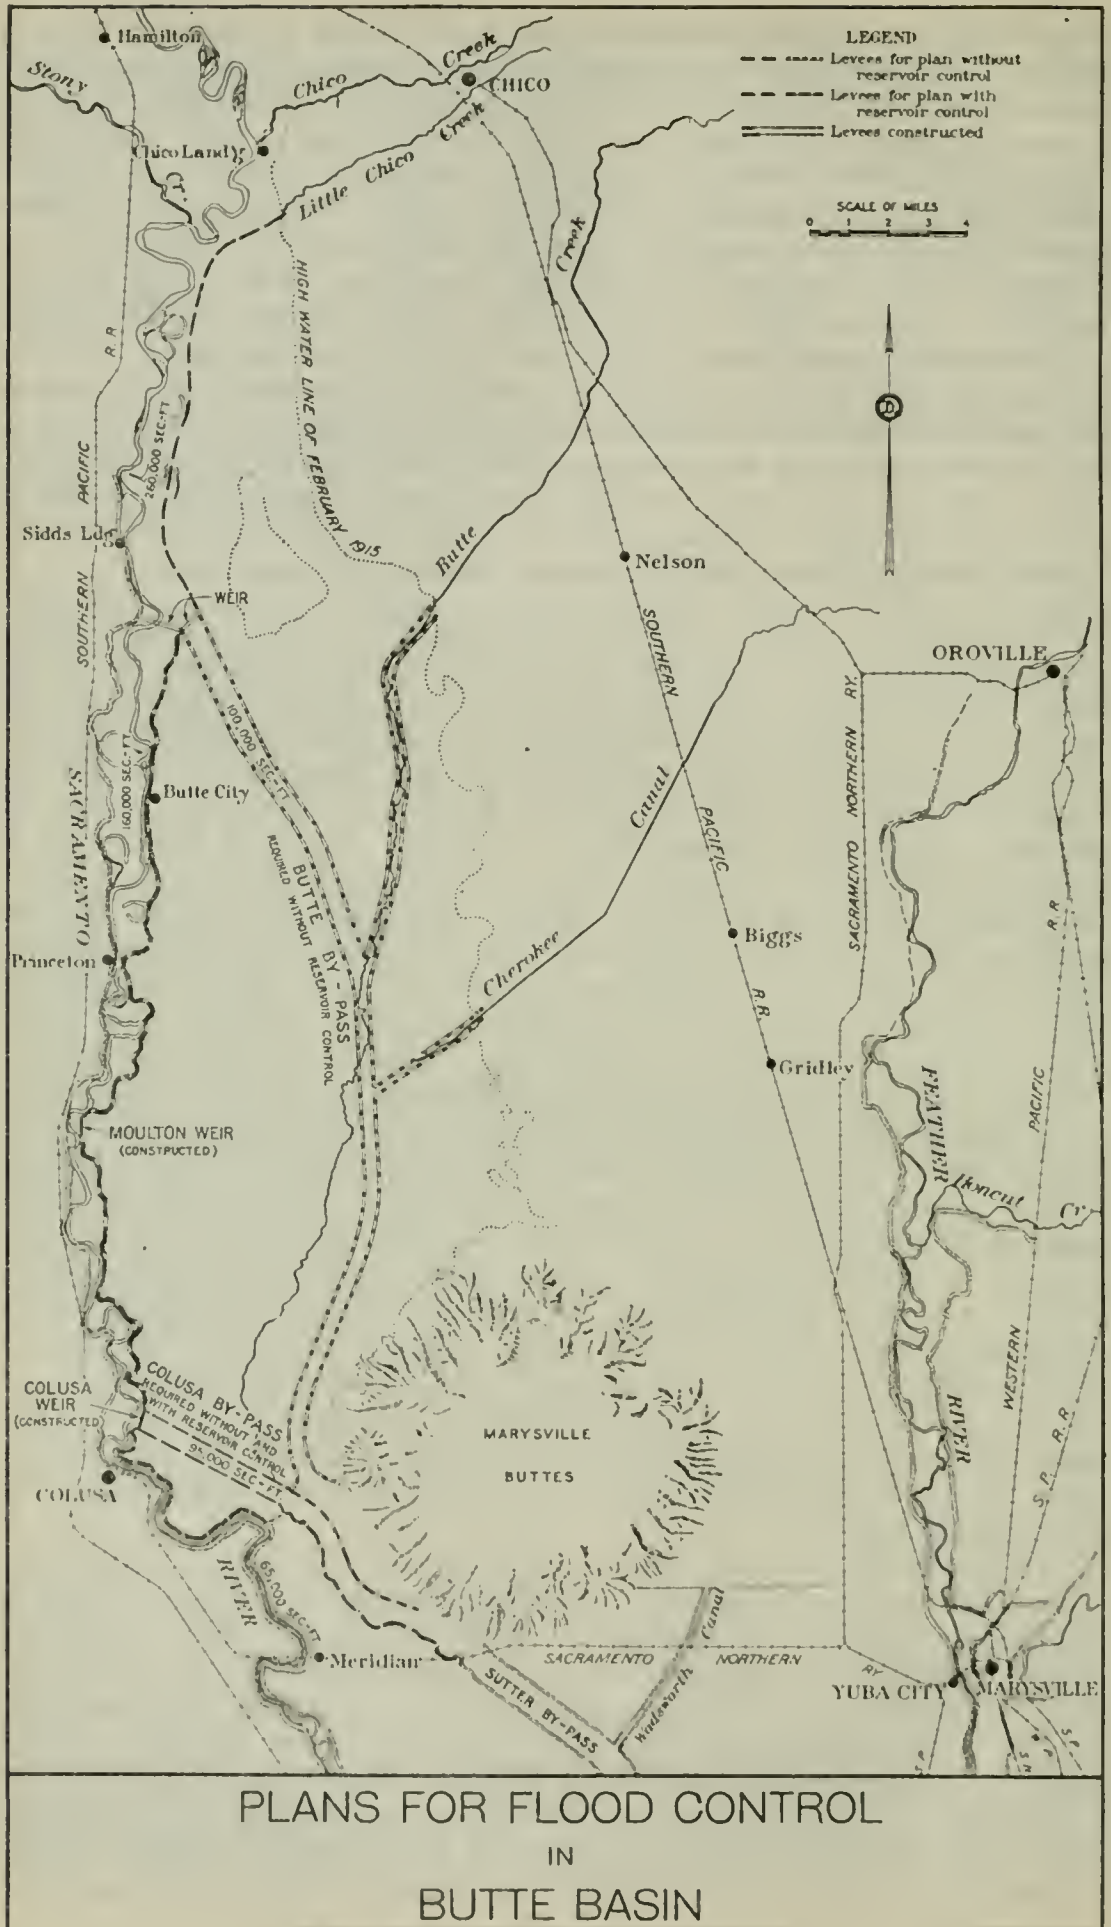 Hamilton
Stony
Cr.
Chico
Creek
CHICO
Chico Landg
Little Chico Creek
LEGEND
Levees for plan without
reservoir control
Levees for plan with
reservoir control
Levees constructed
SCALE OF MILES
0 1 2 3 4
D
HIGH WATER LINE OF FEBRUARY 1915
Butte
Creek
SOUTHERN
PACIFIC
R. R
260,000 SEC-FT
Sidds Ldg
WEIR
Nelson
OROVILLE
SOUTHERN
PACIFIC
R.R.
SACRAMENTO NORTHERN RY.
100,000 SEC-FT
160,000 SEC-FT
Butte City
SACRAMENTO
BUTTE BY-PASS
REQUIRED WITHOUT RESERVOIR CONTROL
Cherokee
Canal
Biggs
Princeton
Gridley
FEATHER
RIVER
Honcut
Cr.
WESTERN
PACIFIC
R.R
MOULTON WEIR
(CONSTRUCTED)
COLUSA
WEIR
(CONSTRUCTED)
COLUSA BY-PASS
REQUIRED WITHOUT AND
WITH RESERVOIR CONTROL
95,000 SEC-FT
COLUSA
MARYSVILLE
BUTTES
S. P. R. R
RIVER
65,000 SEC-FT
Meridian
SACRAMENTO
NORTHERN
RY
SUTTER BY-PASS
Wadsworth
Canal
YUBA CITY
MARYSVILLE
S. P.
S. N
W. P.
S. P.
PLANS FOR FLOOD CONTROL
IN
BUTTE BASIN